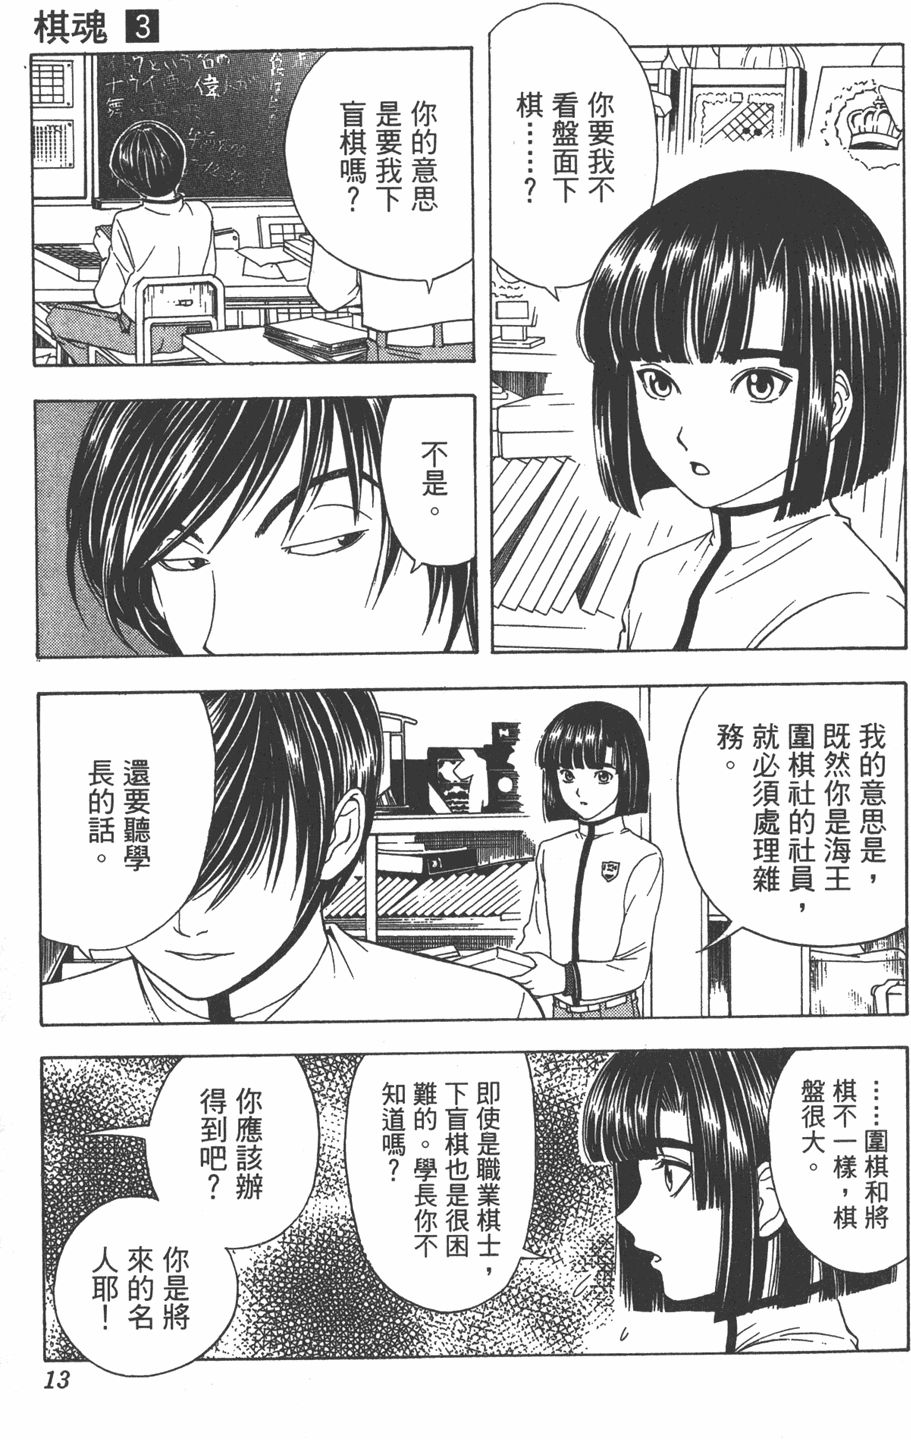 棋魂 3
你要我不
看盤面下
棋……？
你的意思
是要我下
盲棋嗎？
不是。
我的意思是，
既然你是海王
圍棋社的社員，
就必須處理雜
務。
還要聽學
長的話。
……圍棋和將
棋不一樣，棋
盤很大。
即使是職業棋士，
下盲棋也是很困
難的。學長你不
知道嗎？
你應該辦
得到吧？
你是將
來的名
人耶！
13